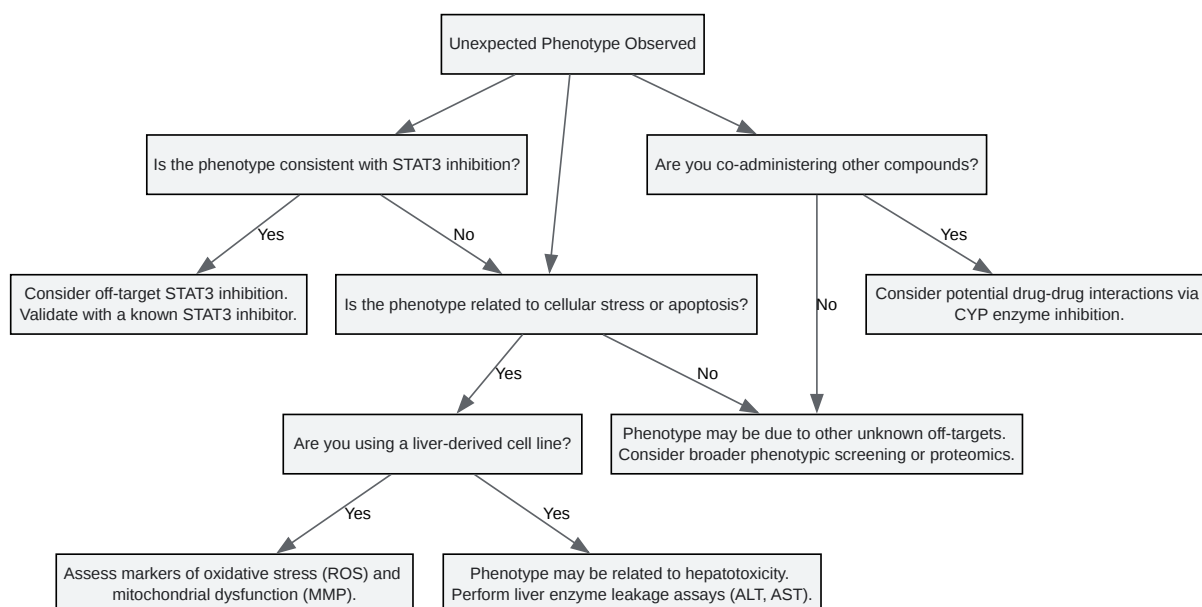 Unexpected Phenotype Observed
Is the phenotype consistent with STAT3 inhibition?
Are you co-administering other compounds?
Yes
No
Yes
Consider off-target STAT3 inhibition.
Validate with a known STAT3 inhibitor.
Is the phenotype related to cellular stress or apoptosis?
No
Consider potential drug-drug interactions via
CYP enzyme inhibition.
Yes
No
Are you using a liver-derived cell line?
Phenotype may be due to other unknown off-targets.
Consider broader phenotypic screening or proteomics.
Yes
Yes
Assess markers of oxidative stress (ROS) and
mitochondrial dysfunction (MMP).
Phenotype may be related to hepatotoxicity.
Perform liver enzyme leakage assays (ALT, AST).